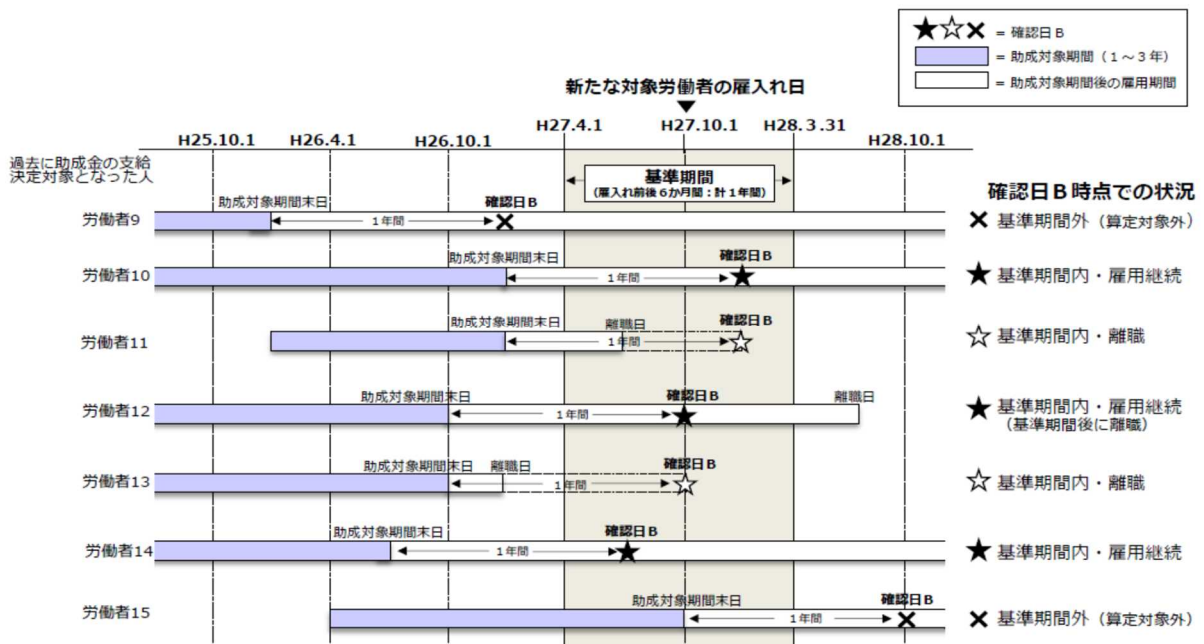 ★☆✕ = 確認日B
= 助成対象期間（1～3年）
= 助成対象期間後の雇用期間
新たな対象労働者の雇入れ日
▼
H25.10.1 H26.4.1 H26.10.1 H27.4.1 H27.10.1 H28.3.31 H28.10.1
過去に助成金の支給
決定対象となった人
基準期間
（雇入れ前後6か月間：計1年間）
確認日B時点での状況
助成対象期間末日 確認日B
労働者9 1年間 ✕ ✕ 基準期間外（算定対象外）
助成対象期間末日 確認日B
労働者10 1年間 ★ ★ 基準期間内・雇用継続
助成対象期間末日 離職日 確認日B
労働者11 1年間 ☆ ☆ 基準期間内・離職
助成対象期間末日 確認日B 離職日
労働者12 1年間 ★ ★ 基準期間内・雇用継続
（基準期間後に離職）
助成対象期間末日 離職日 確認日B
労働者13 1年間 ☆ ☆ 基準期間内・離職
助成対象期間末日 確認日B
労働者14 1年間 ★ ★ 基準期間内・雇用継続
助成対象期間末日 確認日B
労働者15 1年間 ✕ ✕ 基準期間外（算定対象外）